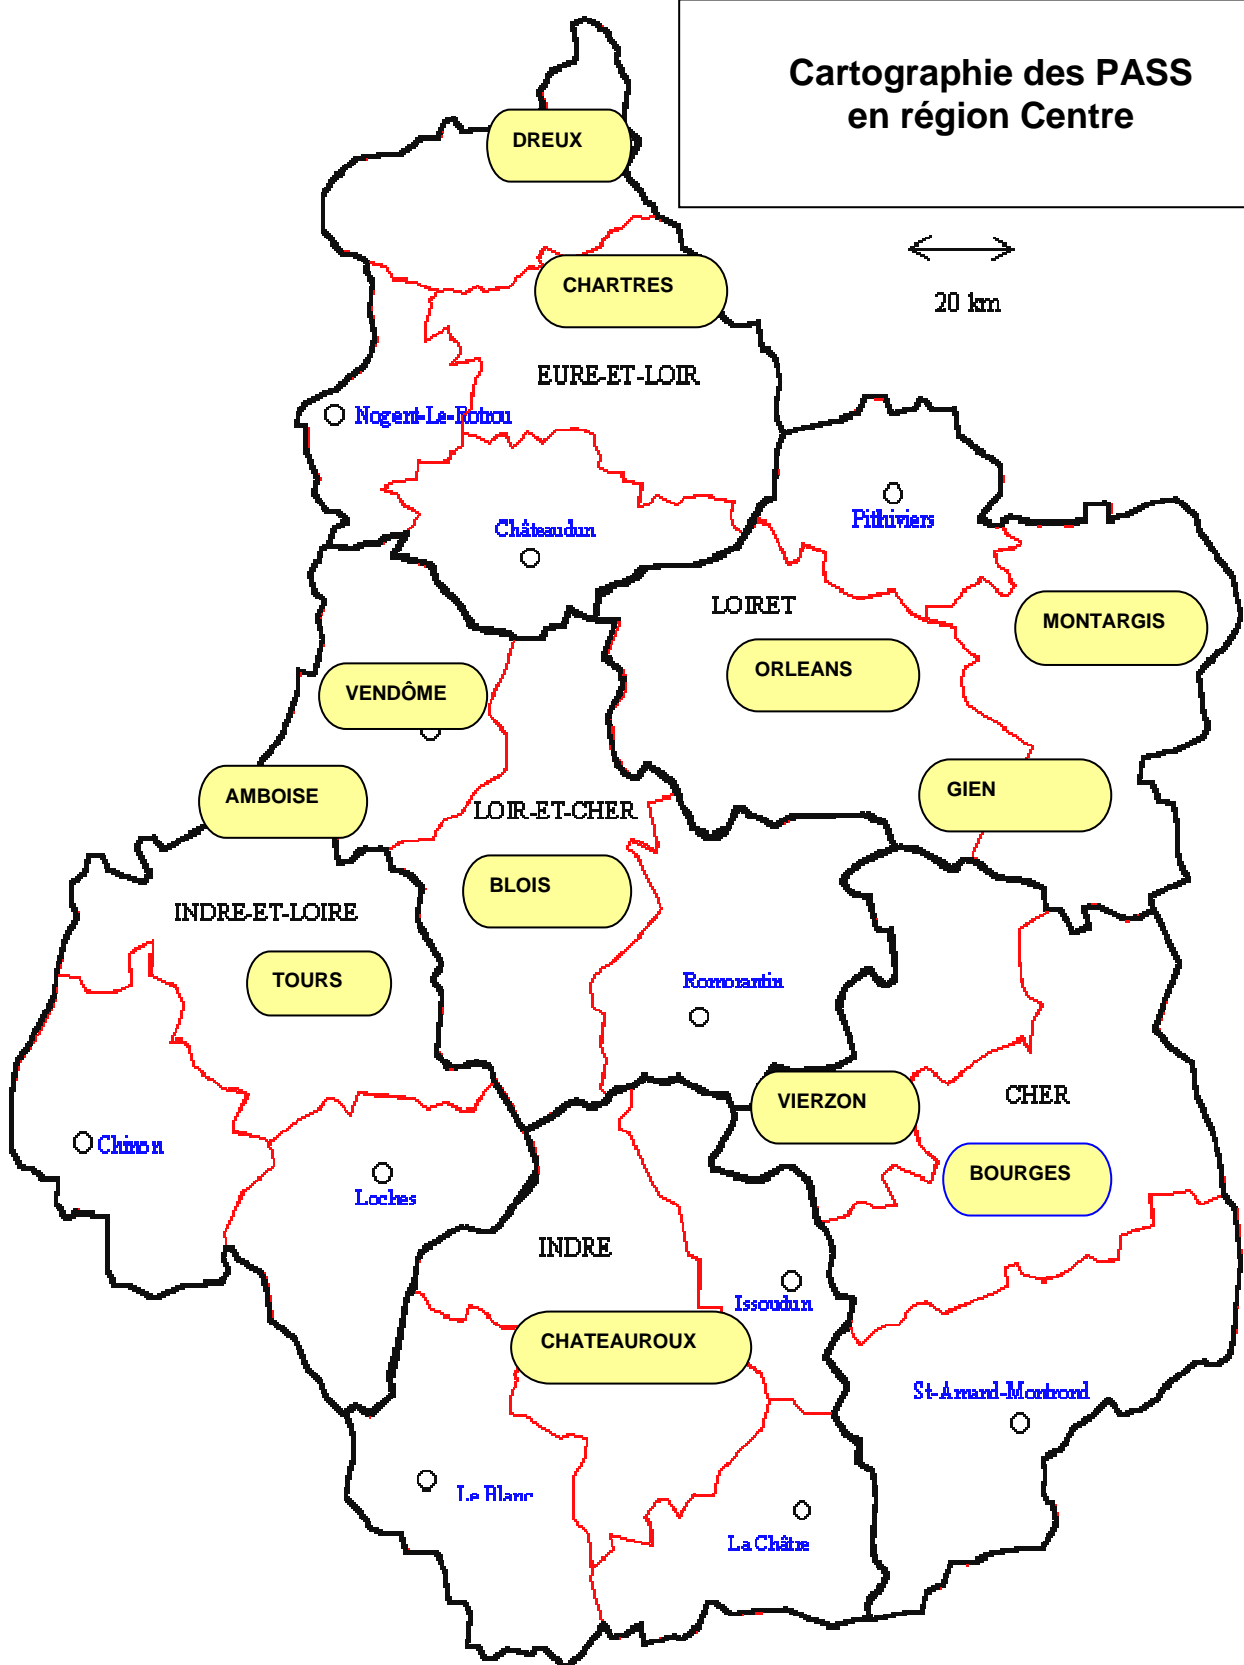 Cartographie des PASS
en région Centre
DREUX
20 km
CHARTRES
EURE-ET-LOIR
Nogent-Le-Rotrou
Pithiviers
Châteaudun
LOIRET
MONTARGIS
ORLEANS
VENDÔME
AMBOISE
GIEN
LOIR-ET-CHER
BLOIS
INDRE-ET-LOIRE
TOURS
Romorantin
VIERZON
CHER
Chinon
Loches
BOURGES
INDRE
Issoudun
CHATEAUROUX
St-Amand-Montrond
Le Blanc
La Châtre